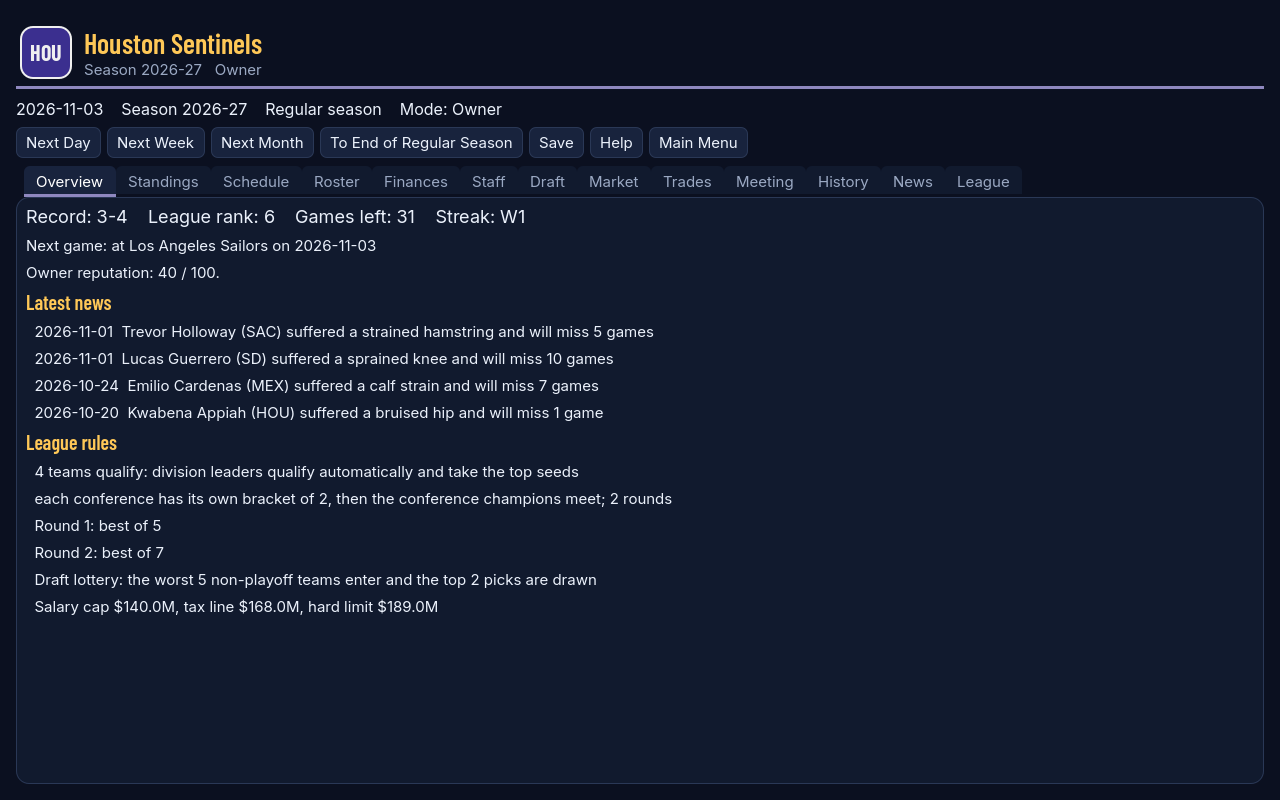 HOU
Houston Sentinels
Season 2026-27 Owner
2026-11-03 Season 2026-27 Regular season Mode: Owner
Next Day Next Week Next Month To End of Regular Season Save Help Main Menu
Overview Standings Schedule Roster Finances Staff Draft Market Trades Meeting History News League
Record: 3-4 League rank: 6 Games left: 31 Streak: W1
Next game: at Los Angeles Sailors on 2026-11-03
Owner reputation: 40 / 100.
Latest news
2026-11-01 Trevor Holloway (SAC) suffered a strained hamstring and will miss 5 games
2026-11-01 Lucas Guerrero (SD) suffered a sprained knee and will miss 10 games
2026-10-24 Emilio Cardenas (MEX) suffered a calf strain and will miss 7 games
2026-10-20 Kwabena Appiah (HOU) suffered a bruised hip and will miss 1 game
League rules
4 teams qualify: division leaders qualify automatically and take the top seeds
each conference has its own bracket of 2, then the conference champions meet; 2 rounds
Round 1: best of 5
Round 2: best of 7
Draft lottery: the worst 5 non-playoff teams enter and the top 2 picks are drawn
Salary cap $140.0M, tax line $168.0M, hard limit $189.0M